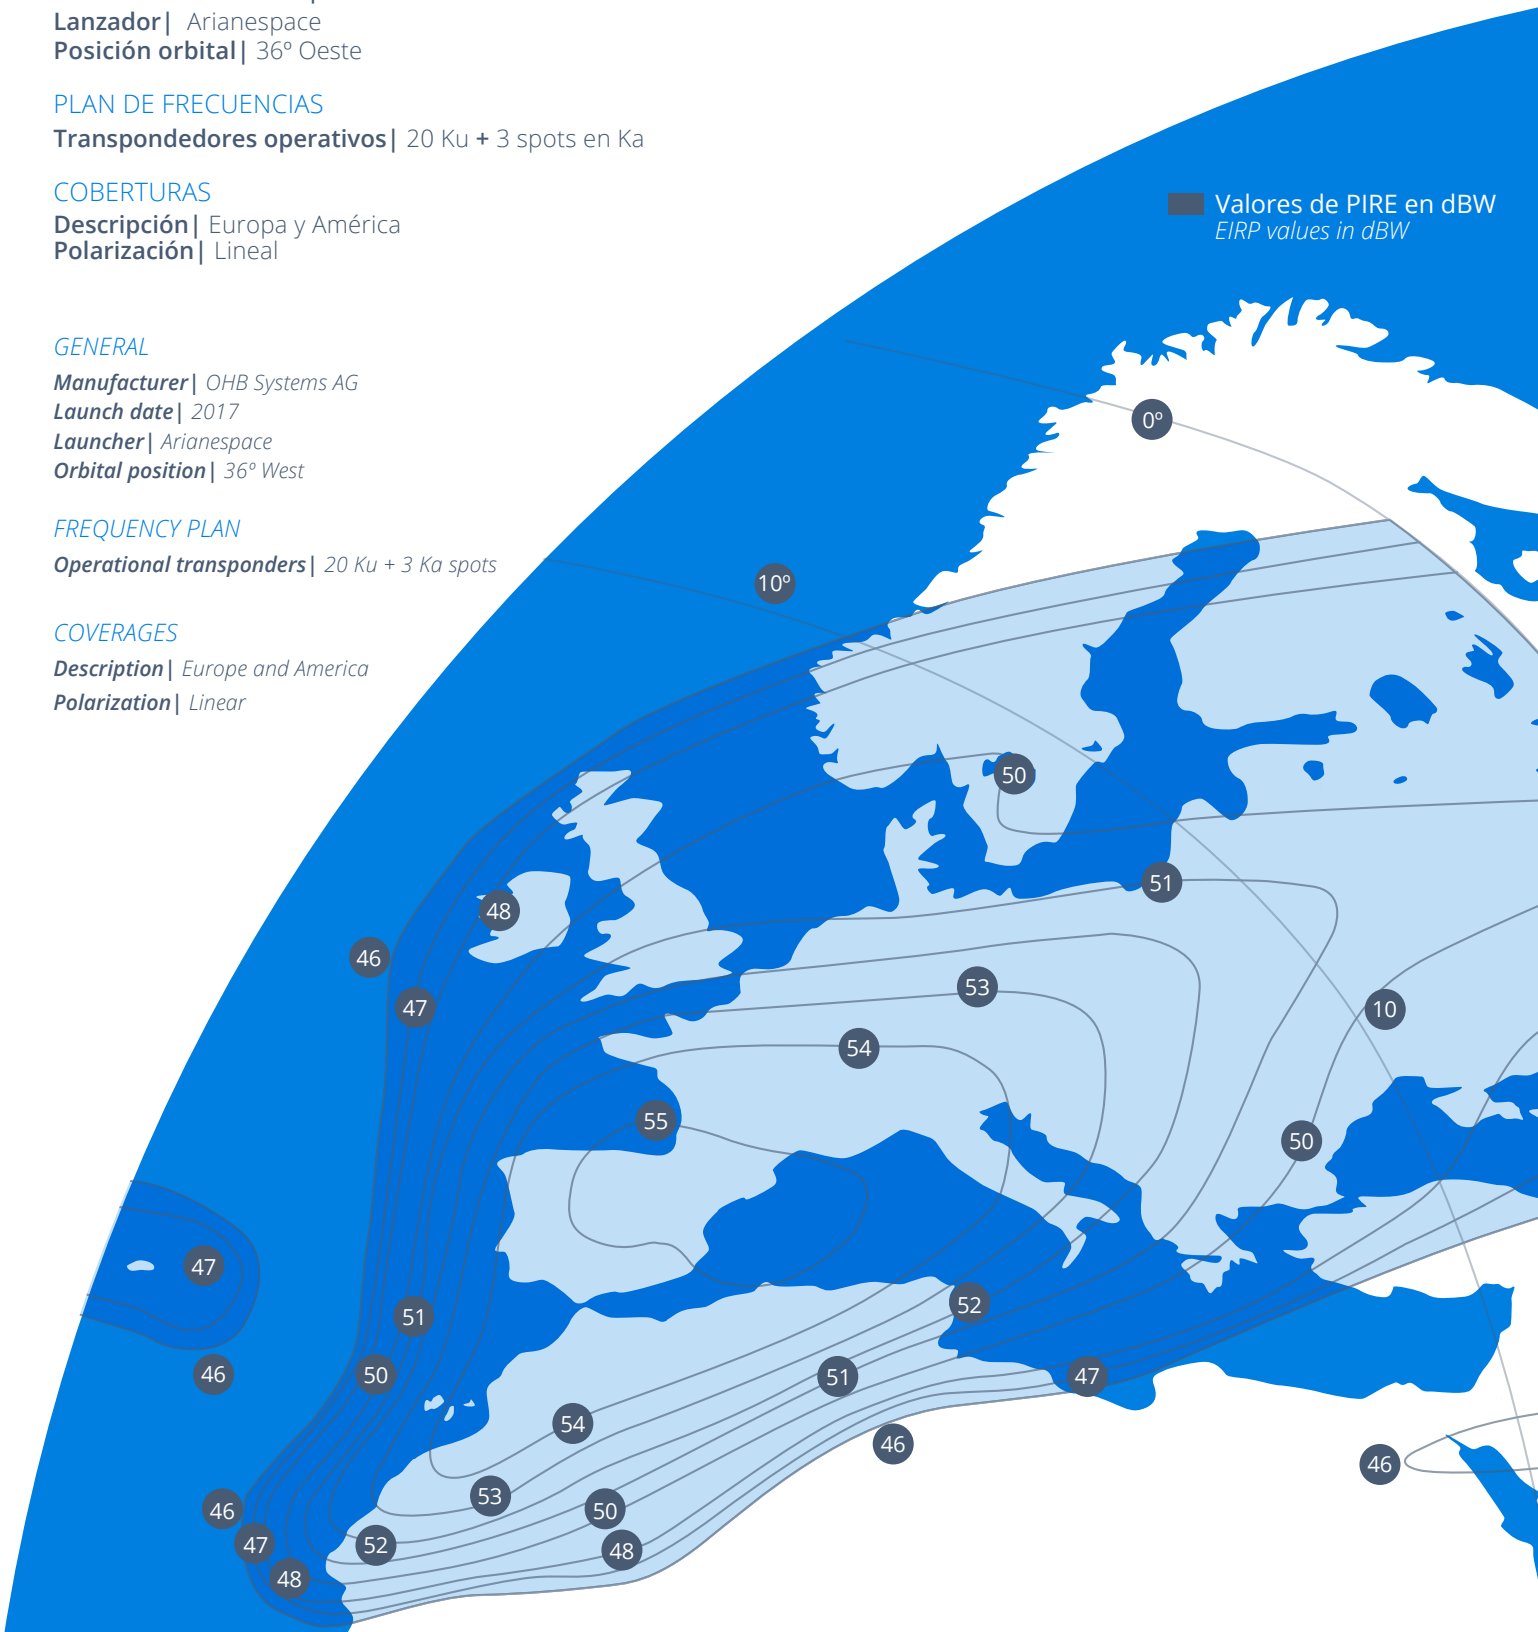 Lanzador| Arianespace
Posición orbital| 36º Oeste
PLAN DE FRECUENCIAS
Transpondedores operativos| 20 Ku + 3 spots en Ka
COBERTURAS
Descripción| Europa y América
Polarización| Lineal
GENERAL
Manufacturer| OHB Systems AG
Launch date| 2017
Launcher| Arianespace
Orbital position| 36º West
FREQUENCY PLAN
Operational transponders| 20 Ku + 3 Ka spots
COVERAGES
Description| Europe and America
Polarization| Linear
Valores de PIRE en dBW
EIRP values in dBW
0º
10º
50
51
48
46
53
47
10
54
55
50
47
52
51
46
50
51
47
54
46
46
53
46
50
47
52
48
48